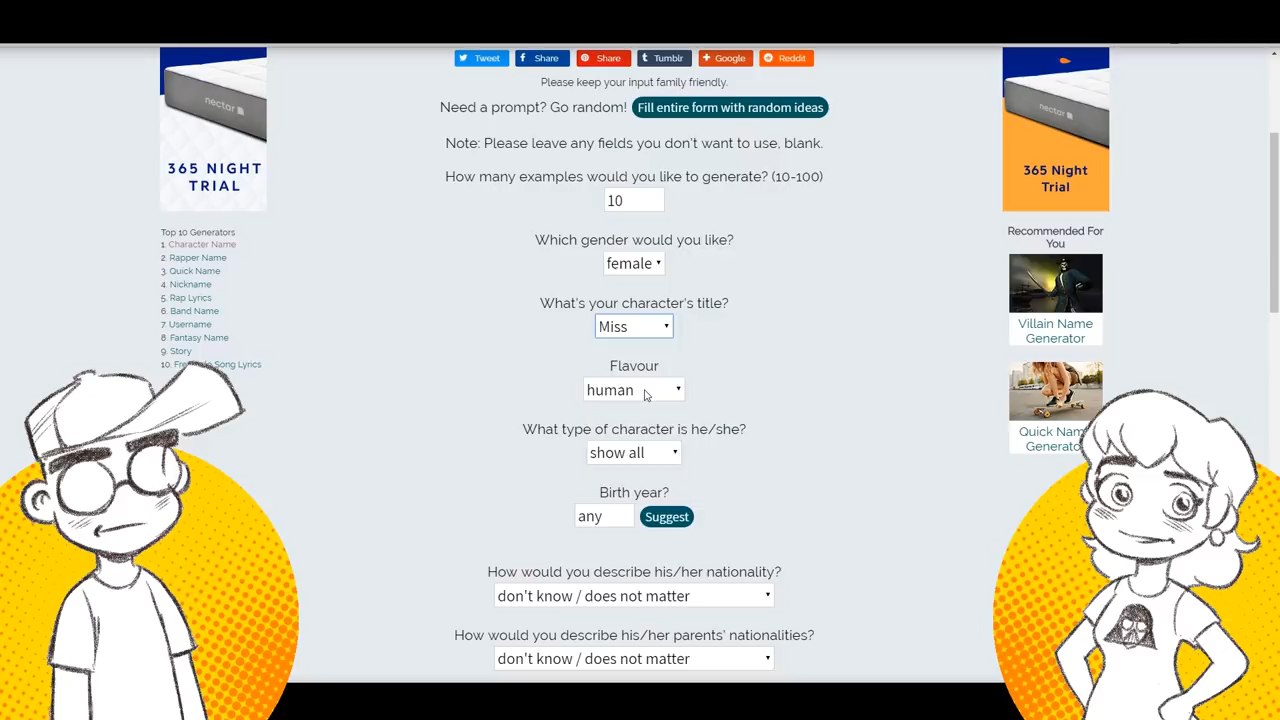 Tweet
Share
Share
Tumblr
Google
Reddit
Please keep your input family friendly.
Need a prompt? Go random! Fill entire form with random ideas
Note: Please leave any fields you don't want to use, blank.
How many examples would you like to generate? (10-100)
10
Which gender would you like?
female
What's your character's title?
Miss
Flavour
human
What type of character is he/she?
show all
Birth year?
any Suggest
How would you describe his/her nationality?
don't know / does not matter
How would you describe his/her parents' nationalities?
don't know / does not matter
nectar
365 NIGHT
TRIAL
Top 10 Generators
1. Character Name
2. Rapper Name
3. Quick Name
4. Nickname
5. Rap Lyrics
6. Band Name
7. Username
8. Fantasy Name
9. Story
10. Song Lyrics
nectar
365 Night
Trial
Recommended For
You
Villain Name
Generator
Quick Name
Generator